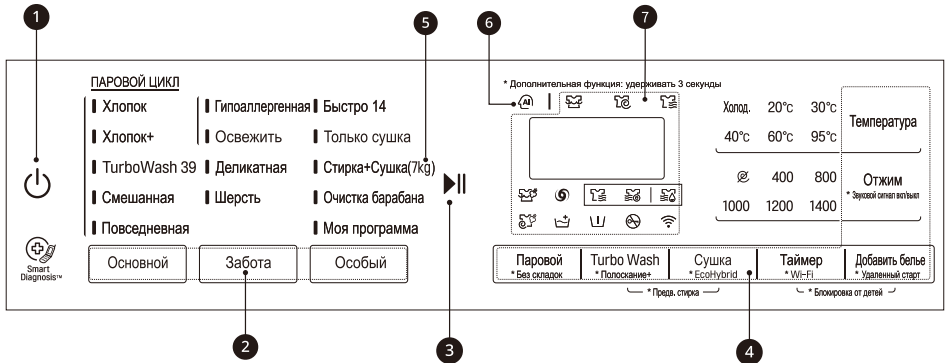 1
5
6
7
ПАРОВОЙ ЦИКЛ
* Дополнительная функция: удерживать 3 секунды
Хлопок
Гипоаллергенная
Быстро 14
AI
Холод. 20°c 30°c
Хлопок+
Освежить
Только сушка
Температура
40°c 60°c 95°c
TurboWash 39
Деликатная
Стирка+Сушка(7kg)
400 800
Отжим
* Звуковой сигнал вкл/выкл
Смешанная
Шерсть
Очистка барабана
1000 1200 1400
Повседневная
Моя программа
Smart
Diagnosis™
Основной
Забота
Особый
Паровой
* Без складок
Turbo Wash
* Полоскание+
Сушка
* EcoHybrid
Таймер
* Wi-Fi
Добавить белье
* Удаленный старт
* Предв. стирка
* Блокировка от детей
2
3
4